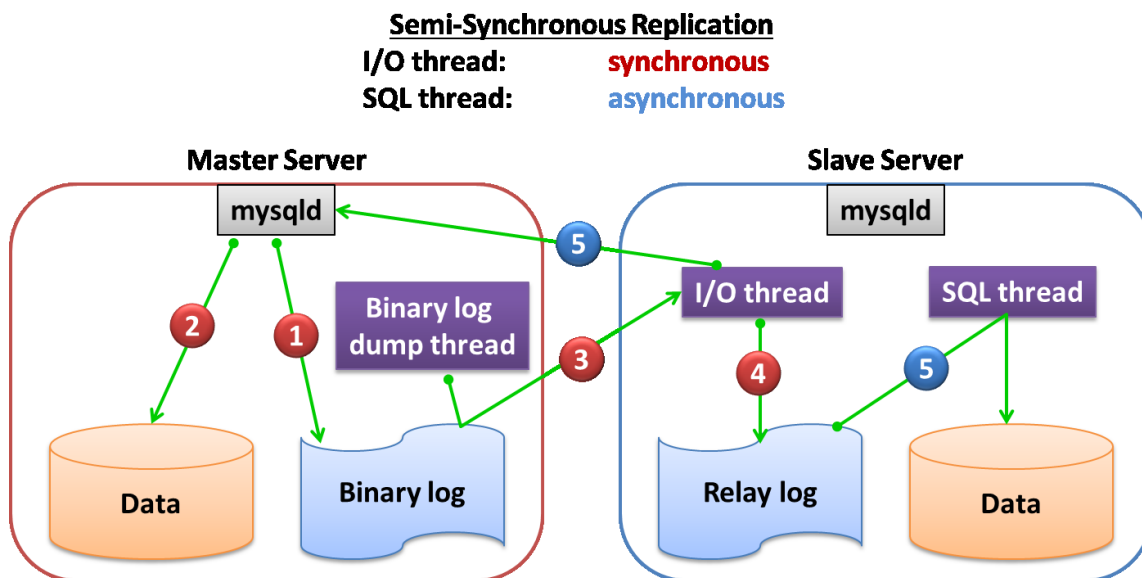 Semi-Synchronous Replication
I/O thread: synchronous
SQL thread: asynchronous
Master Server
Slave Server
mysqld
mysqld
5
I/O thread
SQL thread
Binary log
dump thread
2
1
3
4
5
Data
Binary log
Relay log
Data